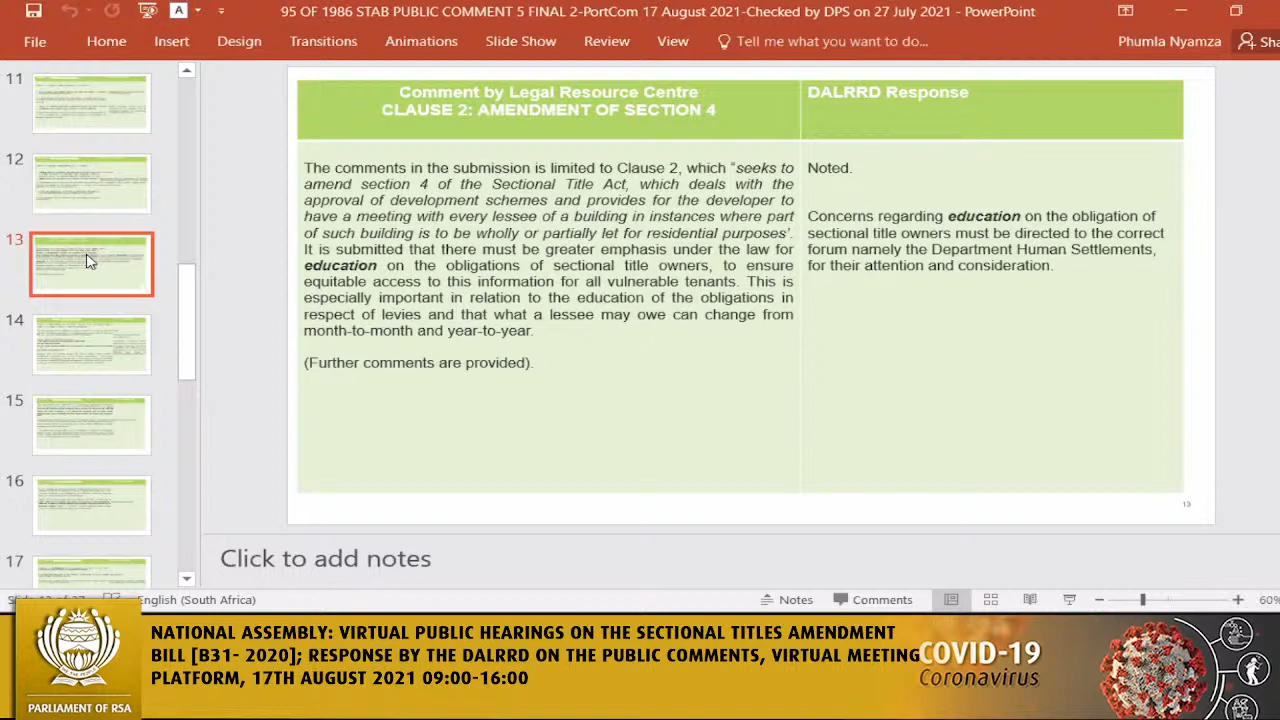 95 OF 1986 STAB PUBLIC COMMENT 5 FINAL 2-PortCom 17 August 2021-Checked by DPS on 27 July 2021 - PowerPoint
File Home Insert Design Transitions Animations Slide Show Review View Tell me what you want to do... Phumla Nyamza Sha
11
12
13
14
15
16
17
Comment by Legal Resource Centre
CLAUSE 2: AMENDMENT OF SECTION 4
The comments in the submission is limited to Clause 2, which “seeks to
amend section 4 of the Sectional Title Act, which deals with the
approval of development schemes and provides for the developer to
have a meeting with every lessee of a building in instances where part
of such building is to be wholly or partially let for residential purposes’.
It is submitted that there must be greater emphasis under the law for
education on the obligations of sectional title owners, to ensure
equitable access to this information for all vulnerable tenants. This is
especially important in relation to the education of the obligations in
respect of levies and that what a lessee may owe can change from
month-to-month and year-to-year.
(Further comments are provided).
DALRRD Response
Noted.
Concerns regarding education on the obligation of
sectional title owners must be directed to the correct
forum namely the Department Human Settlements,
for their attention and consideration.
13
Click to add notes
English (South Africa) Notes Comments 60%
PARLIAMENT OF RSA
NATIONAL ASSEMBLY: VIRTUAL PUBLIC HEARINGS ON THE SECTIONAL TITLES AMENDMENT
BILL [B31- 2020]; RESPONSE BY THE DALRRD ON THE PUBLIC COMMENTS, VIRTUAL MEETING
PLATFORM, 17TH AUGUST 2021 09:00-16:00
COVID-19
Coronavirus